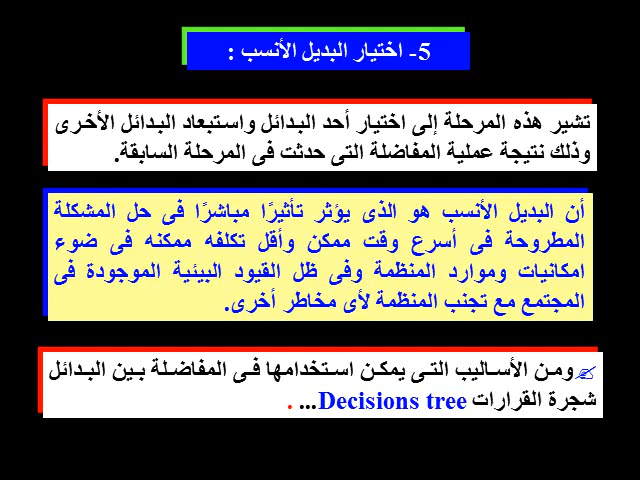 5- اختيار البديل الأنسب :
تشير هذه المرحلة إلى اختيار أحد البدائل واستبعاد البدائل الأخرى
وذلك نتيجة عملية المفاضلة التى حدثت فى المرحلة السابقة.
أن البديل الأنسب هو الذى يؤثر تأثيرًا مباشرًا فى حل المشكلة
المطروحة فى أسرع وقت ممكن وأقل تكلفه ممكنه فى ضوء
امكانيات وموارد المنظمة وفى ظل القيود البيئية الموجودة فى
المجتمع مع تجنب المنظمة لأى مخاطر أخرى.
ومن الأساليب التى يمكن استخدامها فى المفاضلة بين البدائل
شجرة القرارات Decisions tree... .